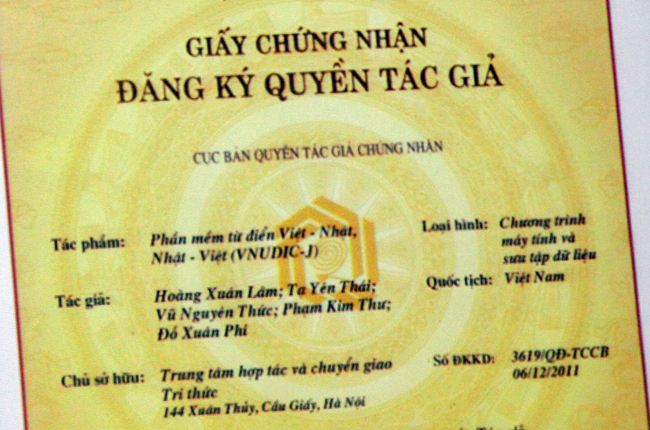 GIẤY CHỨNG NHẬN
ĐĂNG KÝ QUYỀN TÁC GIẢ
CỤC BẢN QUYỀN TÁC GIẢ CHỨNG NHẬN
Tác phẩm: Phần mềm từ điển Việt - Nhật,
Nhật - Việt (VNUDIC-J)
Loại hình: Chương trình
máy tính và
sưu tập dữ liệu
Tác giả: Hoàng Xuân Lâm; Tạ Yên Thái;
Vũ Nguyên Thức; Phạm Kim Thư;
Đỗ Xuân Phi
Quốc tịch: Việt Nam
Chủ sở hữu: Trung tâm hợp tác và chuyển giao
Tri thức
144 Xuân Thủy, Cầu Giấy, Hà Nội
Số ĐKKD: 3619/QĐ-TCCB
06/12/2011